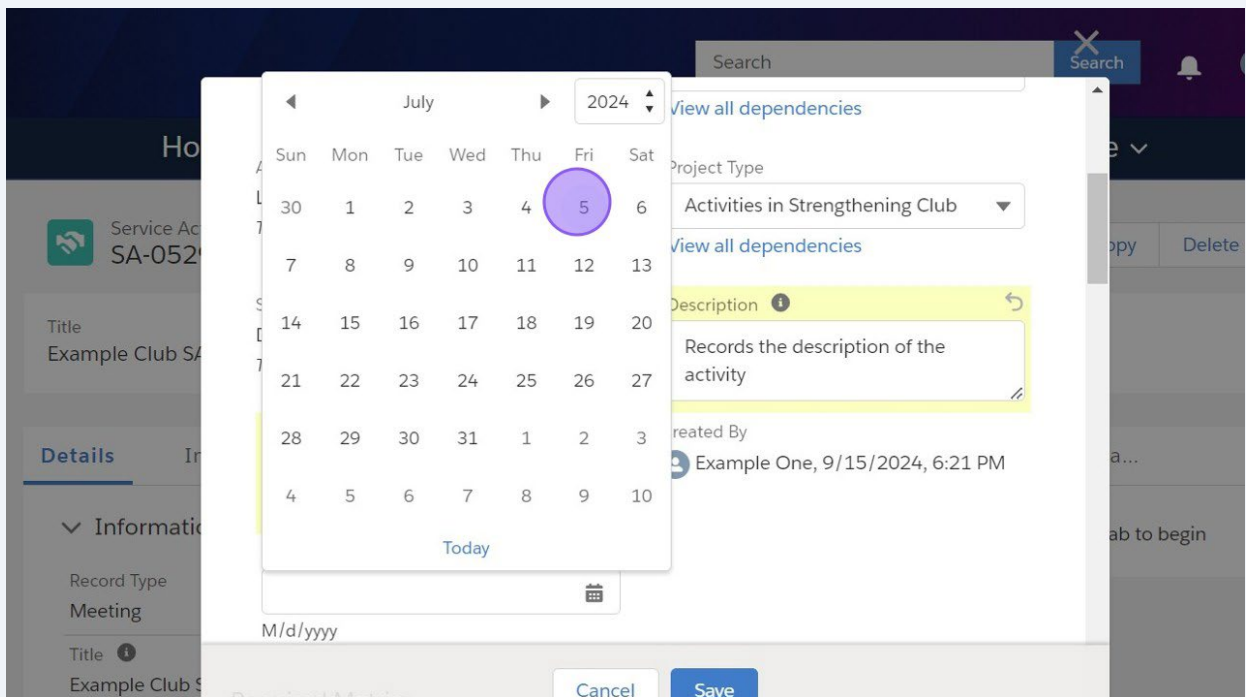 Search
Search
Ho
e
Service Ac
SA-052
opy
Delete
Title
Example Club SA
Details
In
a...
Informatio
ab to begin
Record Type
Meeting
Title
Example Club S
July
2024
Sun Mon Tue Wed Thu Fri Sat
30 1 2 3 4 5 6
7 8 9 10 11 12 13
14 15 16 17 18 19 20
21 22 23 24 25 26 27
28 29 30 31 1 2 3
4 5 6 7 8 9 10
Today
M/d/yyyy
View all dependencies
Project Type
Activities in Strengthening Club
View all dependencies
Description
Records the description of the
activity
reated By
Example One, 9/15/2024, 6:21 PM
Cancel
Save